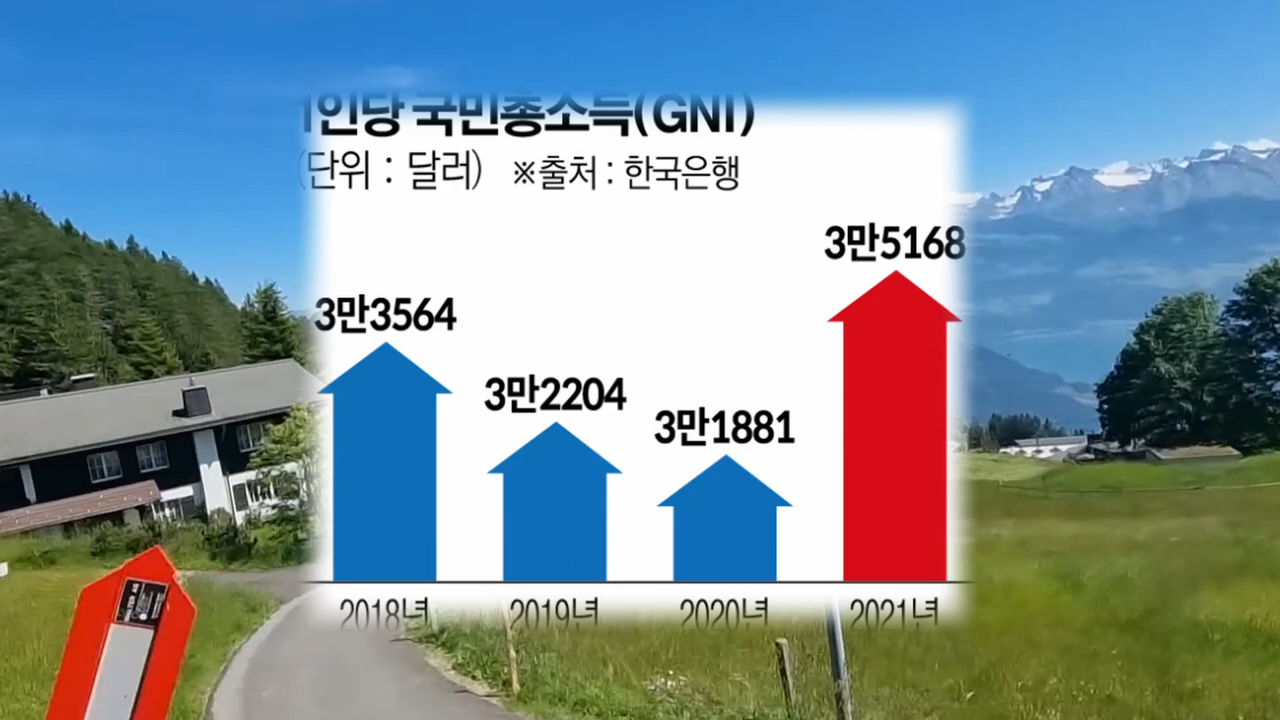 1인당 국민총소득(GNI)
(단위 : 달러) ※출처 : 한국은행
3만3564
3만2204
3만1881
3만5168
2018년 2019년 2020년 2021년